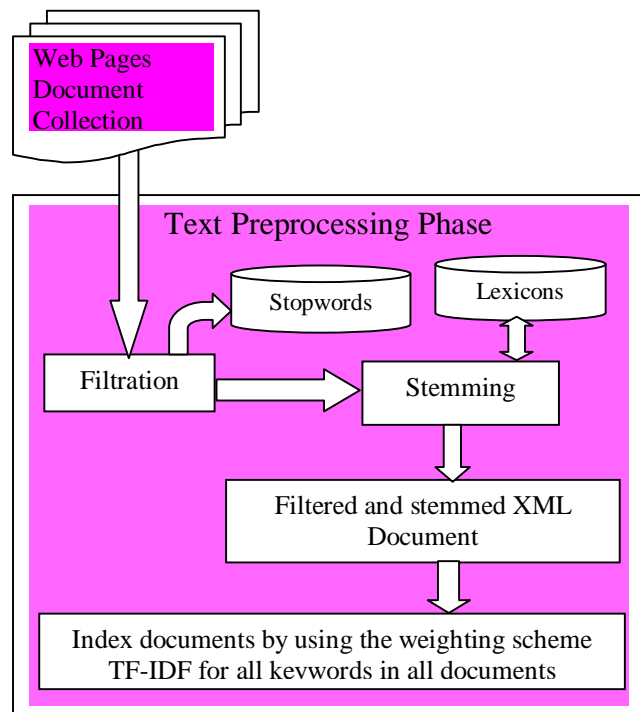 Web Pages
Document
Collection
Text Preprocessing Phase
Stopwords
Lexicons
Filtration
Stemming
Filtered and stemmed XML
Document
Index documents by using the weighting scheme
TF-IDF for all keywords in all documents